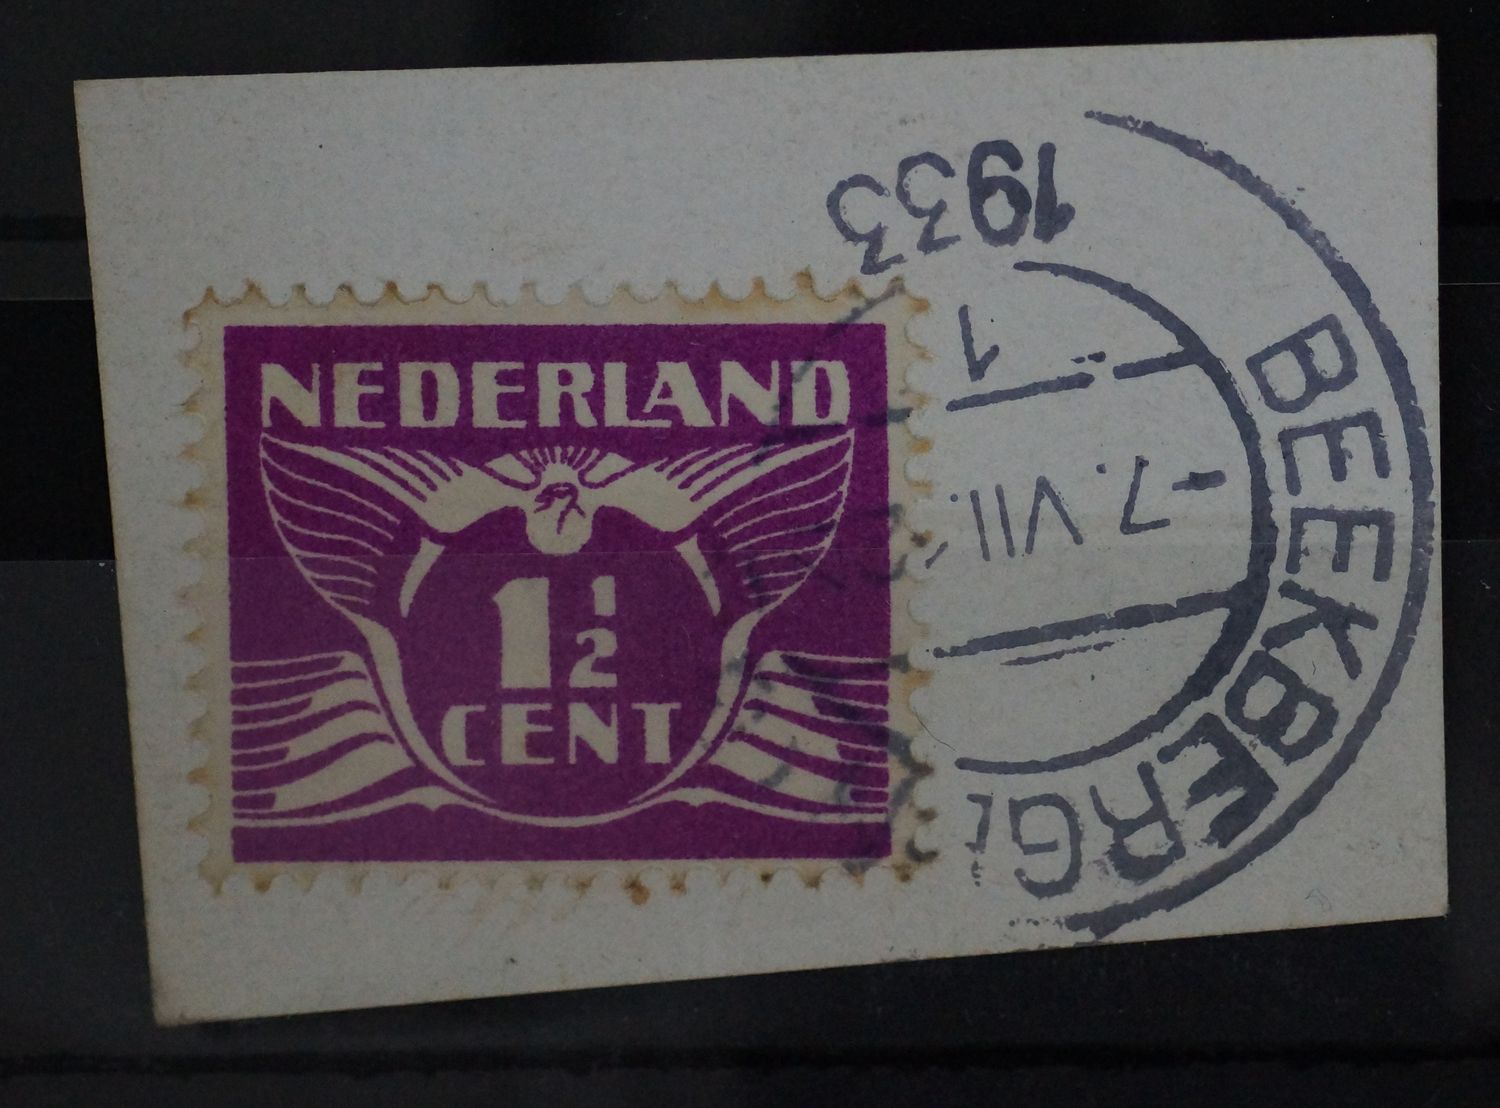 NEDERLAND
1 1/2
CENT
BEEKBERG
-7.VII.
1
1933